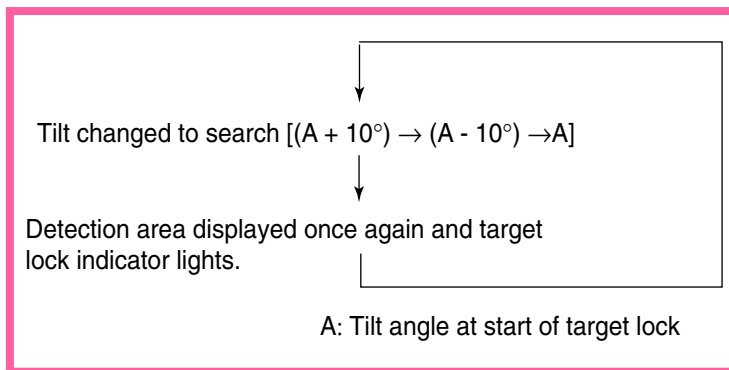 Tilt changed to search [(A + 10°) → (A - 10°) →A]
Detection area displayed once again and target
lock indicator lights.
A: Tilt angle at start of target lock